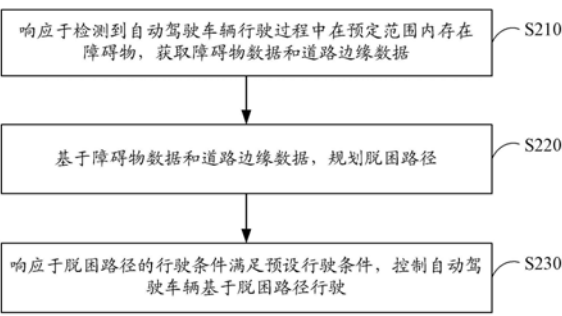 响应于检测到自动驾驶车辆行驶过程中在预定范围内存在
障碍物，获取障碍物数据和道路边缘数据
S210
基于障碍物数据和道路边缘数据，规划脱困路径
S220
响应于脱困路径的行驶条件满足预设行驶条件，控制自动驾
驶车辆基于脱困路径行驶
S230